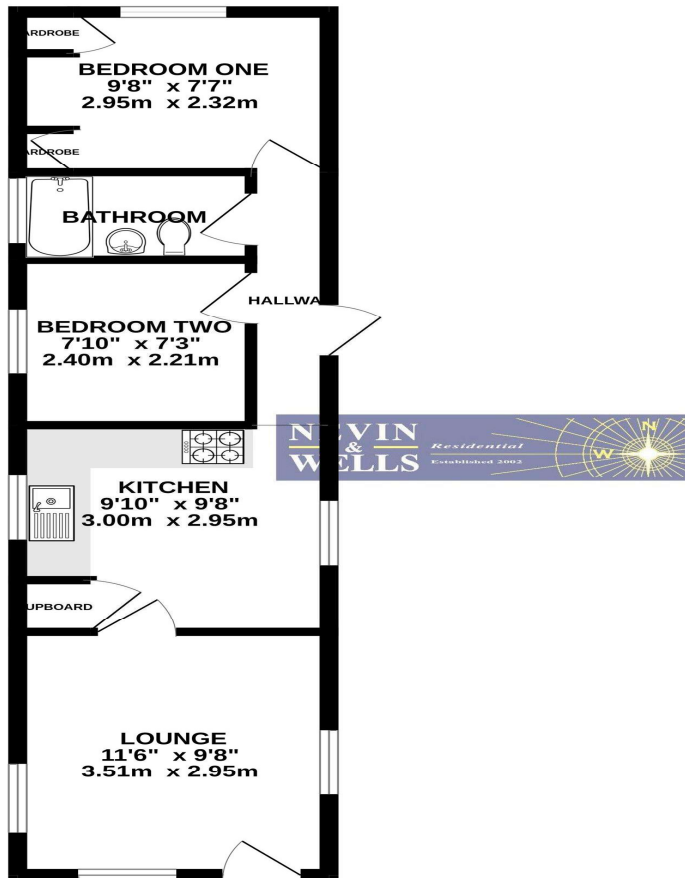 ARDROBE
BEDROOM ONE
9'8" x 7'7"
2.95m x 2.32m
ARDROBE
BATHROOM
HALLWA
BEDROOM TWO
7'10" x 7'3"
2.40m x 2.21m
NEVIN
&
WELLS
Residential
Established 2002
N
W
KITCHEN
9'10" x 9'8"
3.00m x 2.95m
UPBOARD
LOUNGE
11'6" x 9'8"
3.51m x 2.95m